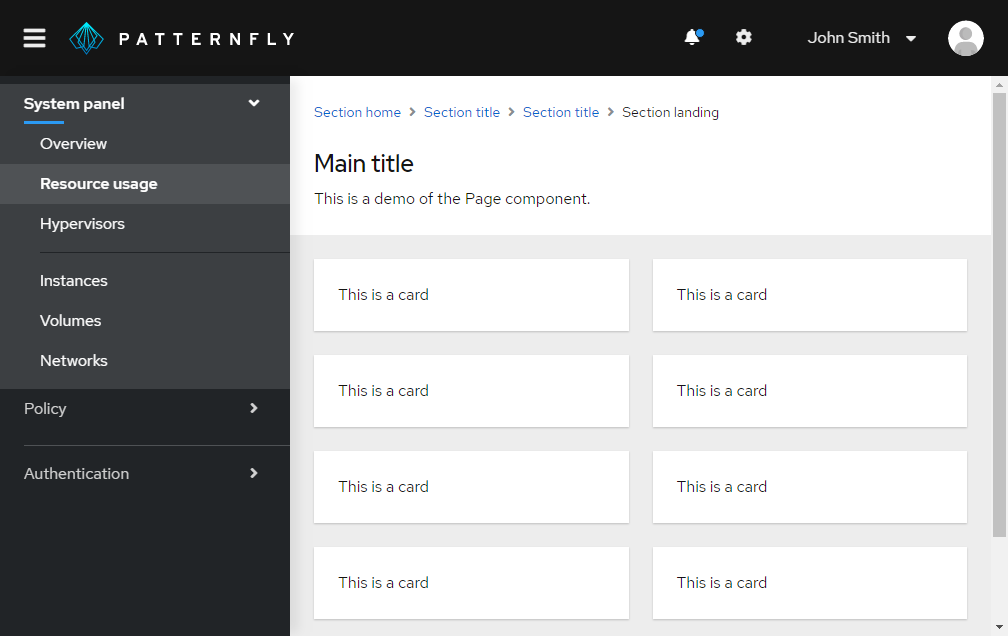 PATTERNFLY
John Smith
System panel
Overview
Resource usage
Hypervisors
Instances
Volumes
Networks
Policy
Authentication
Section home > Section title > Section title > Section landing
Main title
This is a demo of the Page component.
This is a card
This is a card
This is a card
This is a card
This is a card
This is a card
This is a card
This is a card